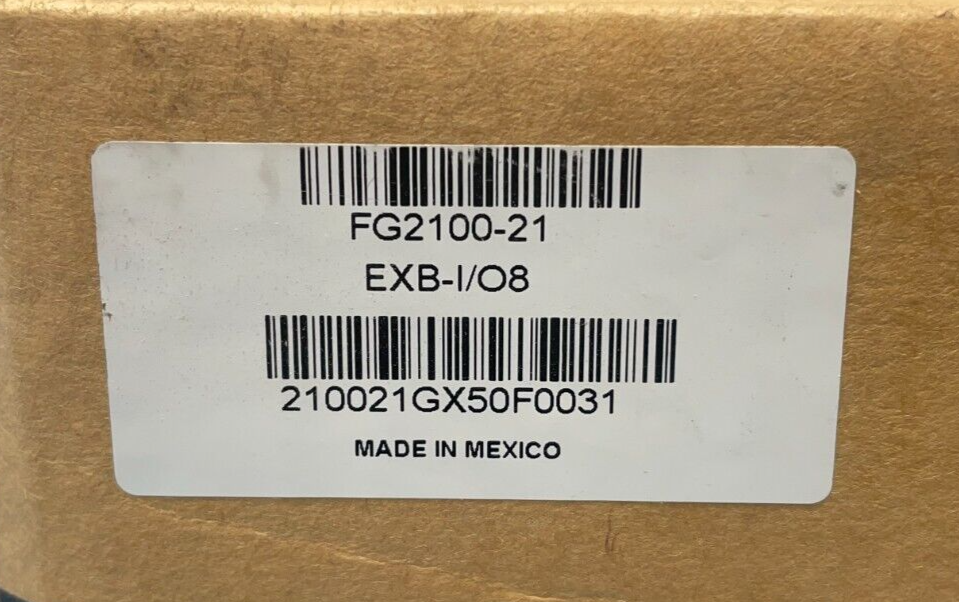 FG2100-21
EXB-I/O8
210021GX50F0031
MADE IN MEXICO